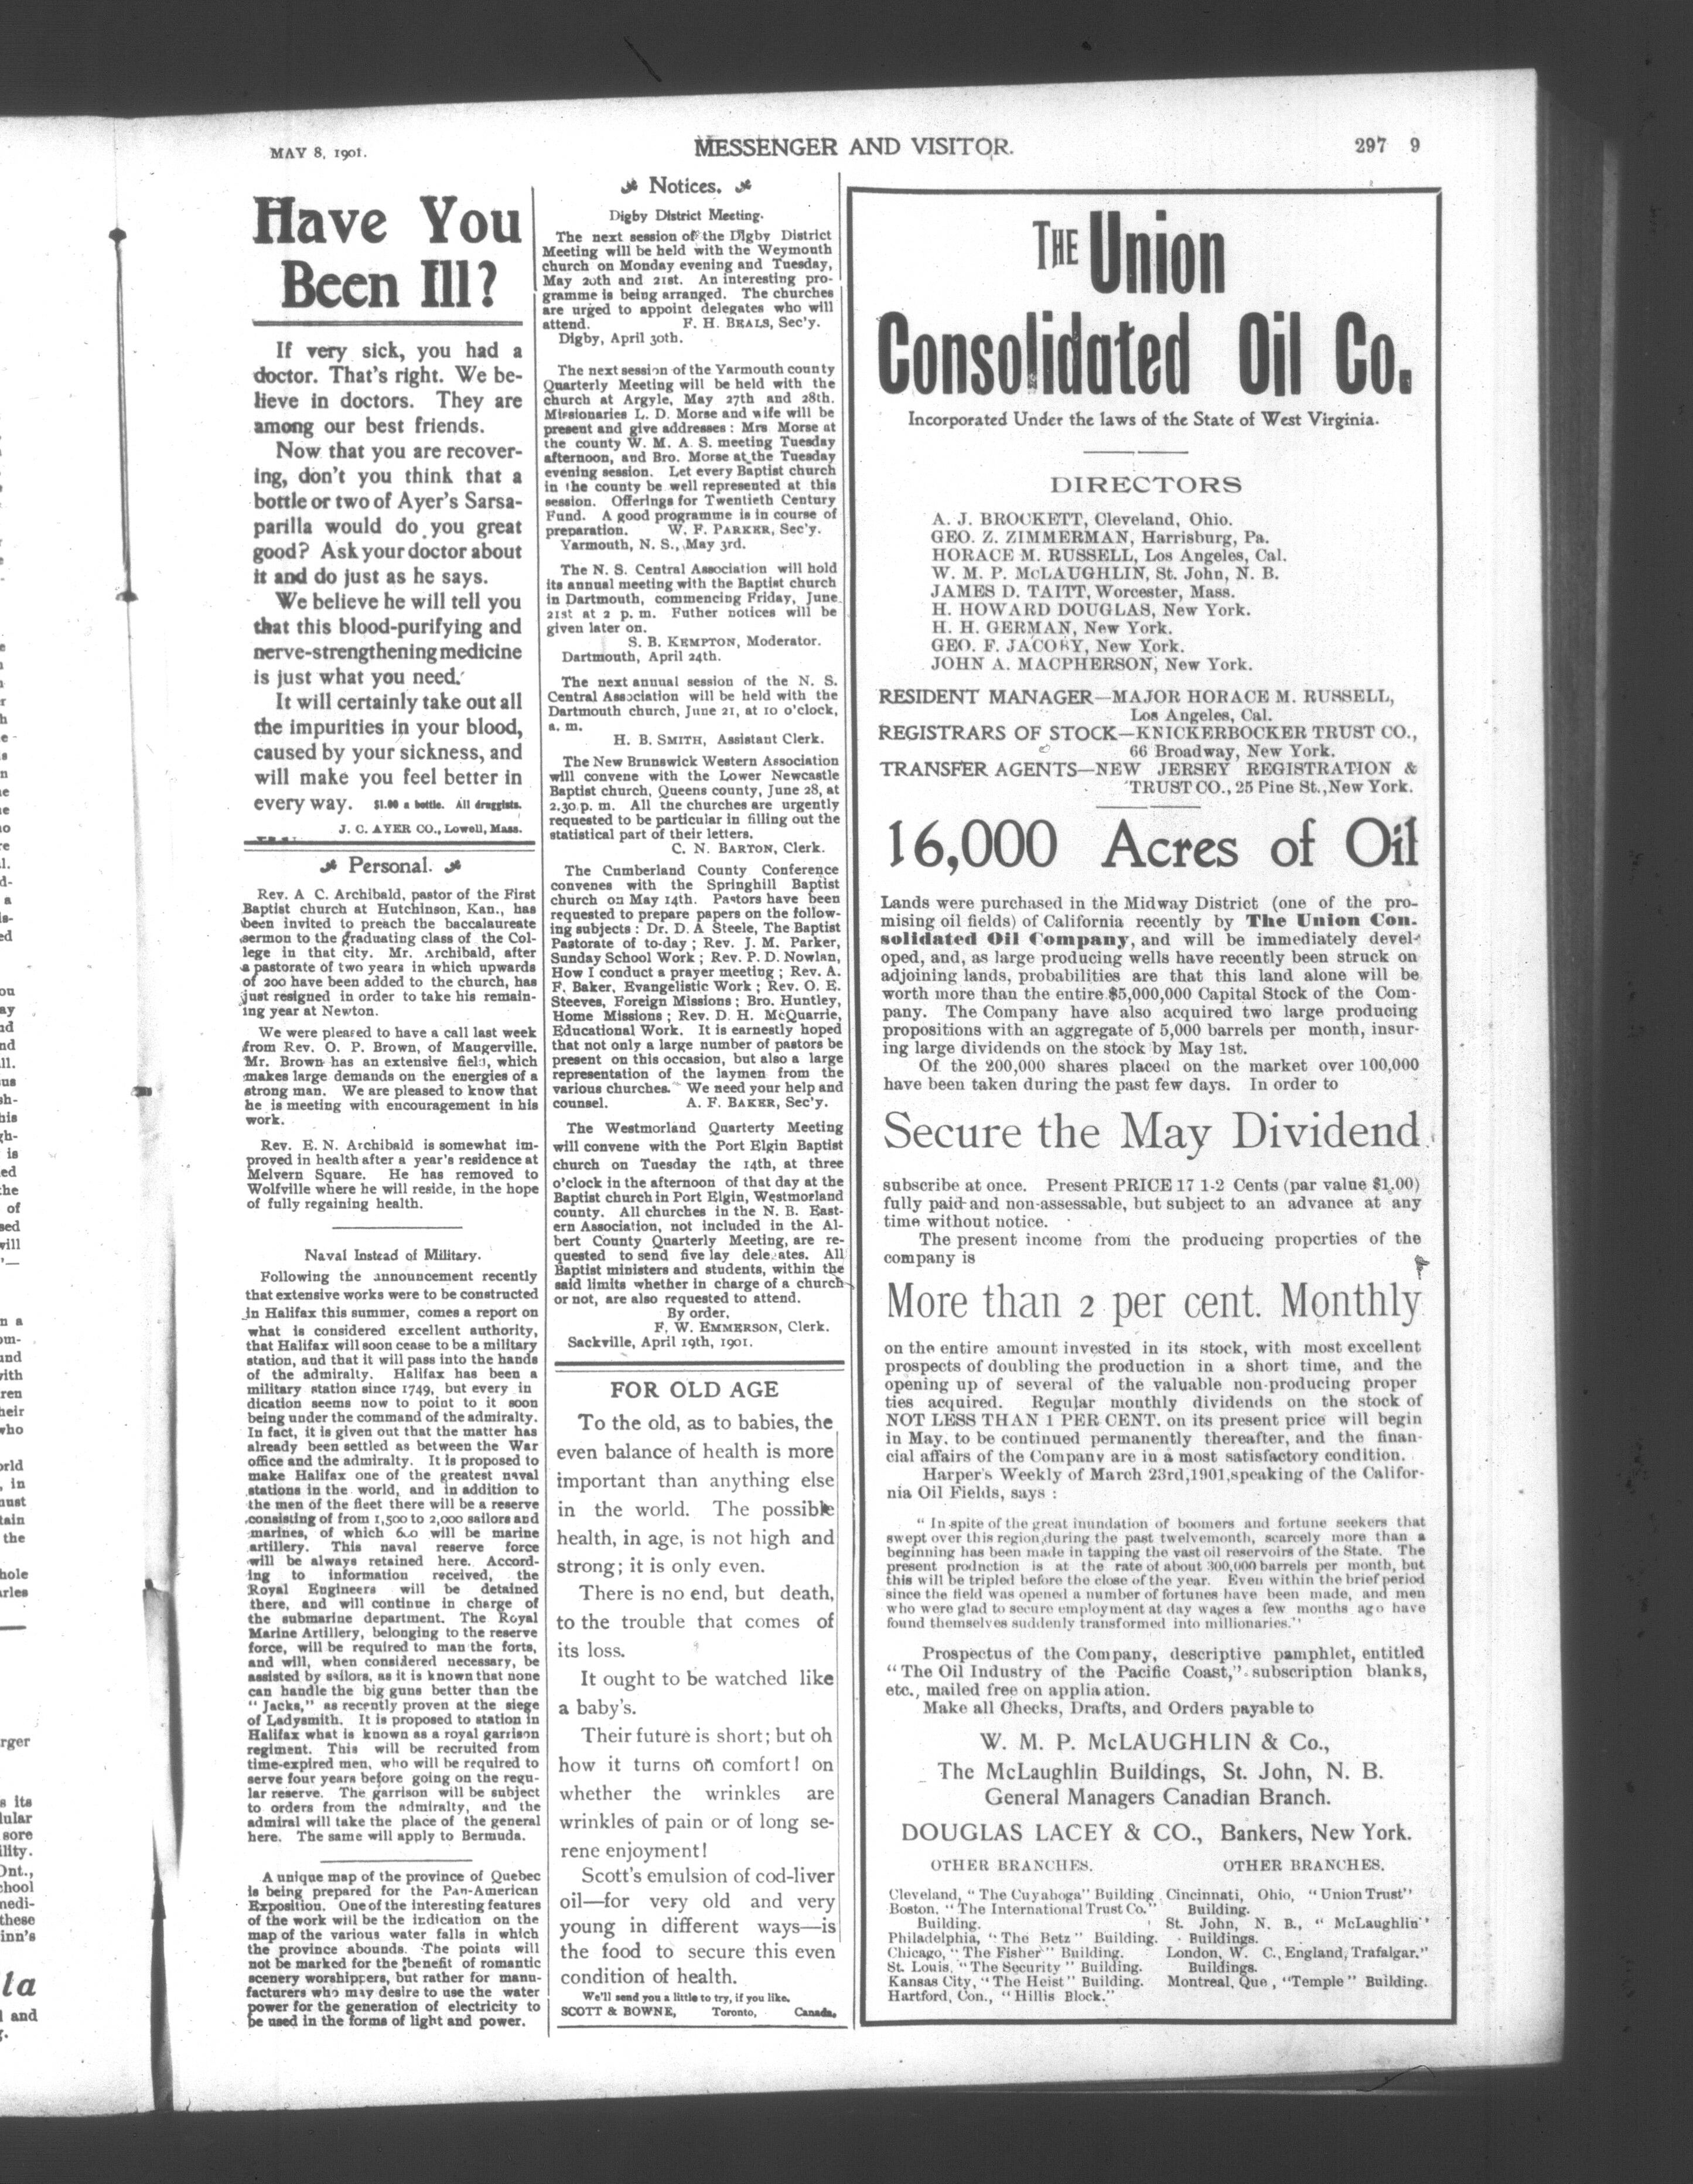 MAY 8, 1901.
MESSENGER AND VISITOR.
297 9
Have You
Been Ill?
If very sick, you had a
doctor. That's right. We be-
lieve in doctors. They are
among our best friends.
Now that you are recover-
ing, don't you think that a
bottle or two of Ayer's Sarsa-
parilla would do you great
good? Ask your doctor about
it and do just as he says.
We believe he will tell you
that this blood-purifying and
nerve-strengthening medicine
is just what you need.
It will certainly take out all
the impurities in your blood,
caused by your sickness, and
will make you feel better in
every way. $1.00 a bottle. All druggists.
J. C. AYER CO., Lowell, Mass.
Personal.
Rev. A C. Archibald, pastor of the First
Baptist church at Hutchinson, Kan., has
been invited to preach the baccalaureate
sermon to the graduating class of the Col-
lege in that city. Mr. Archibald, after
a pastorate of two years in which upwards
of 200 have been added to the church, has
just resigned in order to take his remain-
ing year at Newton.
We were pleased to have a call last week
from Rev. O. P. Brown, of Maugerville.
Mr. Brown has an extensive field, which
makes large demands on the energies of a
strong man. We are pleased to know that
he is meeting with encouragement in his
work.
Rev. E. N. Archibald is somewhat im-
proved in health after a year's residence at
Melvern Square. He has removed to
Wolfville where he will reside, in the hope
of fully regaining health.
Naval Instead of Military.
Following the announcement recently
that extensive works were to be constructed
in Halifax this summer, comes a report on
what is considered excellent authority,
that Halifax will soon cease to be a military
station, and that it will pass into the hands
of the admiralty. Halifax has been a
military station since 1749, but every in
dication seems now to point to it soon
being under the command of the admiralty.
In fact, it is given out that the matter has
already been settled as between the War
office and the admiralty. It is proposed to
make Halifax one of the greatest naval
stations in the world, and in addition to
the men of the fleet there will be a reserve
consisting of from 1,500 to 2,000 sailors and
marines, of which 600 will be marine
artillery. This naval reserve force
will be always retained here. Accord-
ing to information received, the
Royal Engineers will be detained
there, and will continue in charge of
the submarine department. The Royal
Marine Artillery, belonging to the reserve
force, will be required to man the forts,
and will, when considered necessary, be
assisted by sailors, as it is known that none
can handle the big guns better than the
"Jacks," as recently proven at the siege
of Ladysmith. It is proposed to station in
Halifax what is known as a royal garrison
regiment. This will be recruited from
time-expired men, who will be required to
serve four years before going on the regu-
lar reserve. The garrison will be subject
to orders from the admiralty, and the
admiral will take the place of the general
here. The same will apply to Bermuda.
A unique map of the province of Quebec
is being prepared for the Pan-American
Exposition. One of the interesting features
of the work will be the indication on the
map of the various water falls in which
the province abounds. The points will
not be marked for the benefit of romantic
scenery worshippers, but rather for manu-
facturers who may desire to use the water
power for the generation of electricity to
be used in the forms of light and power.
Notices.
Digby District Meeting.
The next session of the Digby District
Meeting will be held with the Weymouth
church on Monday evening and Tuesday,
May 20th and 21st. An interesting pro-
gramme is being arranged. The churches
are urged to appoint delegates who will
attend. F. H. BEALS, Sec'y.
Digby, April 30th.
The next session of the Yarmouth county
Quarterly Meeting will be held with the
church at Argyle, May 27th and 28th.
Missionaries L. D. Morse and wife will be
present and give addresses: Mrs Morse at
the county W. M. A. S. meeting Tuesday
afternoon, and Bro. Morse at the Tuesday
evening session. Let every Baptist church
in the county be well represented at this
session. Offerings for Twentieth Century
Fund. A good programme is in course of
preparation. W. F. PARKER, Sec'y.
Yarmouth, N. S., May 3rd.
The N. S. Central Association will hold
its annual meeting with the Baptist church
in Dartmouth, commencing Friday, June
21st at 2 p. m. Futher notices will be
given later on.
S. B. KEMPTON, Moderator.
Dartmouth, April 24th.
The next annual session of the N. S.
Central Association will be held with the
Dartmouth church, June 21, at 10 o'clock,
a. m.
H. B. SMITH, Assistant Clerk.
The New Brunswick Western Association
will convene with the Lower Newcastle
Baptist church, Queens county, June 28, at
2.30 p. m. All the churches are urgently
requested to be particular in filling out the
statistical part of their letters.
C. N. BARTON, Clerk.
The Cumberland County Conference
convenes with the Springhill Baptist
church on May 14th. Pastors have been
requested to prepare papers on the follow-
ing subjects: Dr. D. A Steele, The Baptist
Pastorate of to-day; Rev. J. M. Parker,
Sunday School Work; Rev. P. D. Nowlan,
How I conduct a prayer meeting; Rev. A.
F. Baker, Evangelistic Work; Rev. O. E.
Steeves, Foreign Missions; Bro. Huntley,
Home Missions; Rev. D. H. McQuarrie,
Educational Work. It is earnestly hoped
that not only a large number of pastors be
present on this occasion, but also a large
representation of the laymen from the
various churches. We need your help and
counsel. A. F. BAKER, Sec'y.
The Westmorland Quarterty Meeting
will convene with the Port Elgin Baptist
church on Tuesday the 14th, at three
o'clock in the afternoon of that day at the
Baptist church in Port Elgin, Westmorland
county. All churches in the N. B. East-
ern Association, not included in the Al-
bert County Quarterly Meeting, are re-
quested to send five lay delegates. All
Baptist ministers and students, within the
said limits whether in charge of a church
or not, are also requested to attend.
By order,
F. W. EMMERSON, Clerk.
Sackville, April 19th, 1901.
FOR OLD AGE
To the old, as to babies, the
even balance of health is more
important than anything else
in the world. The possible
health, in age, is not high and
strong; it is only even.
There is no end, but death,
to the trouble that comes of
its loss.
It ought to be watched like
a baby's.
Their future is short; but oh
how it turns on comfort! on
whether the wrinkles are
wrinkles of pain or of long se-
rene enjoyment!
Scott's emulsion of cod-liver
oil—for very old and very
young in different ways—is
the food to secure this even
condition of health.
We'll send you a little to try, if you like.
SCOTT & BOWNE, Toronto, Canada.
THE Union
Consolidated Oil Co.
Incorporated Under the laws of the State of West Virginia.
DIRECTORS
A. J. BROCKETT, Cleveland, Ohio.
GEO. Z. ZIMMERMAN, Harrisburg, Pa.
HORACE M. RUSSELL, Los Angeles, Cal.
W. M. P. McLAUGHLIN, St. John, N. B.
JAMES D. TAITT, Worcester, Mass.
H. HOWARD DOUGLAS, New York.
H. H. GERMAN, New York.
GEO. F. JACOBY, New York.
JOHN A. MACPHERSON, New York.
RESIDENT MANAGER—MAJOR HORACE M. RUSSELL,
Los Angeles, Cal.
REGISTRARS OF STOCK—KNICKERBOCKER TRUST CO.,
66 Broadway, New York.
TRANSFER AGENTS—NEW JERSEY REGISTRATION &
TRUST CO., 25 Pine St., New York.
16,000 Acres of Oil
Lands were purchased in the Midway District (one of the pro-
mising oil fields) of California recently by The Union Con-
solidated Oil Company, and will be immediately devel-
oped, and, as large producing wells have recently been struck on
adjoining lands, probabilities are that this land alone will be
worth more than the entire $5,000,000 Capital Stock of the Com-
pany. The Company have also acquired two large producing
propositions with an aggregate of 5,000 barrels per month, insur-
ing large dividends on the stock by May 1st.
Of the 200,000 shares placed on the market over 100,000
have been taken during the past few days. In order to
Secure the May Dividend
subscribe at once. Present PRICE 17 1-2 Cents (par value $1.00)
fully paid and non-assessable, but subject to an advance at any
time without notice.
The present income from the producing properties of the
company is
More than 2 per cent. Monthly
on the entire amount invested in its stock, with most excellent
prospects of doubling the production in a short time, and the
opening up of several of the valuable non-producing proper
ties acquired. Regular monthly dividends on the stock of
NOT LESS THAN 1 PER CENT. on its present price will begin
in May, to be continued permanently thereafter, and the finan-
cial affairs of the Company are in a most satisfactory condition.
Harper's Weekly of March 23rd, 1901, speaking of the Califor-
nia Oil Fields, says:
"In spite of the great inundation of boomers and fortune seekers that
swept over this region during the past twelvemonth, scarcely more than a
beginning has been made in tapping the vast oil reservoirs of the State. The
present production is at the rate of about 300,000 barrels per month, but
this will be tripled before the close of the year. Even within the brief period
since the field was opened a number of fortunes have been made, and men
who were glad to secure employment at day wages a few months ago have
found themselves suddenly transformed into millionaries."
Prospectus of the Company, descriptive pamphlet, entitled
"The Oil Industry of the Pacific Coast," subscription blanks,
etc., mailed free on applia ation.
Make all Checks, Drafts, and Orders payable to
W. M. P. McLAUGHLIN & Co.,
The McLaughlin Buildings, St. John, N. B.
General Managers Canadian Branch.
DOUGLAS LACEY & CO., Bankers, New York.
OTHER BRANCHES.
Cleveland, "The Cuyahoga" Building
Boston, "The International Trust Co."
Building.
Philadelphia, "The Betz" Building.
Chicago, "The Fisher" Building.
St. Louis, "The Security" Building.
Kansas City, "The Heist" Building.
Hartford, Con., "Hillis Block."
OTHER BRANCHES.
Cincinnati, Ohio, "Union Trust"
Building.
St. John, N. B., "McLaughlin"
Buildings.
London, W. C., England, Trafalgar."
Buildings.
Montreal, Que, "Temple" Building.